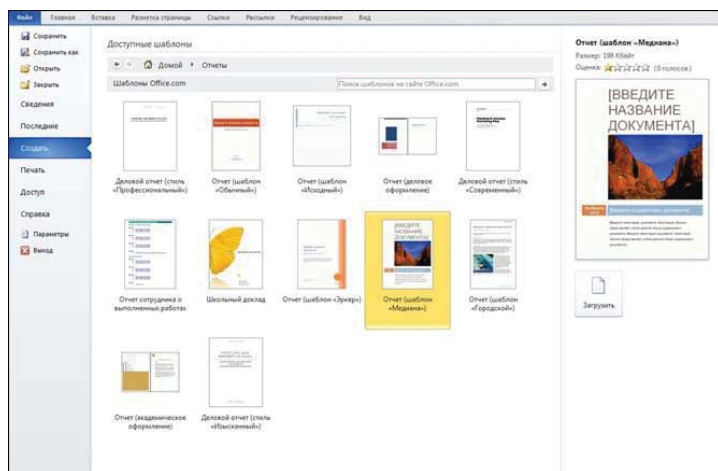 Файл Главная Вставка Разметка страницы Ссылки Рассылки Рецензирование Вид
Сохранить
Сохранить как
Открыть
Закрыть
Сведения
Последние
Создать
Печать
Доступ
Справка
Параметры
Выход
Доступные шаблоны
Домой Отчеты
Шаблоны Office.com Поиск шаблонов на сайте Office.com
Деловой отчет (стиль
«Профессиональный»)
Отчет (шаблон
«Обычный»)
Отчет (шаблон
«Исходный»)
Отчет (деловое
оформление)
Деловой отчет (стиль
«Современный»)
Отчет сотрудника о
выполненных работах
Школьный доклад
Отчет (шаблон «Эркер»)
[ВВЕДИТЕ
НАЗВАНИЕ
ДОКУМЕНТА]
Отчет (шаблон
«Медиана»)
Отчет (шаблон
«Городской»)
Отчет (академическое
оформление)
Деловой отчет (стиль
«Изысканный»)
Отчет (шаблон «Медиана»)
Размер: 198 Кбайт
Оценка: (0 голосов)
[ВВЕДИТЕ
НАЗВАНИЕ
ДОКУМЕНТА]
Загрузить